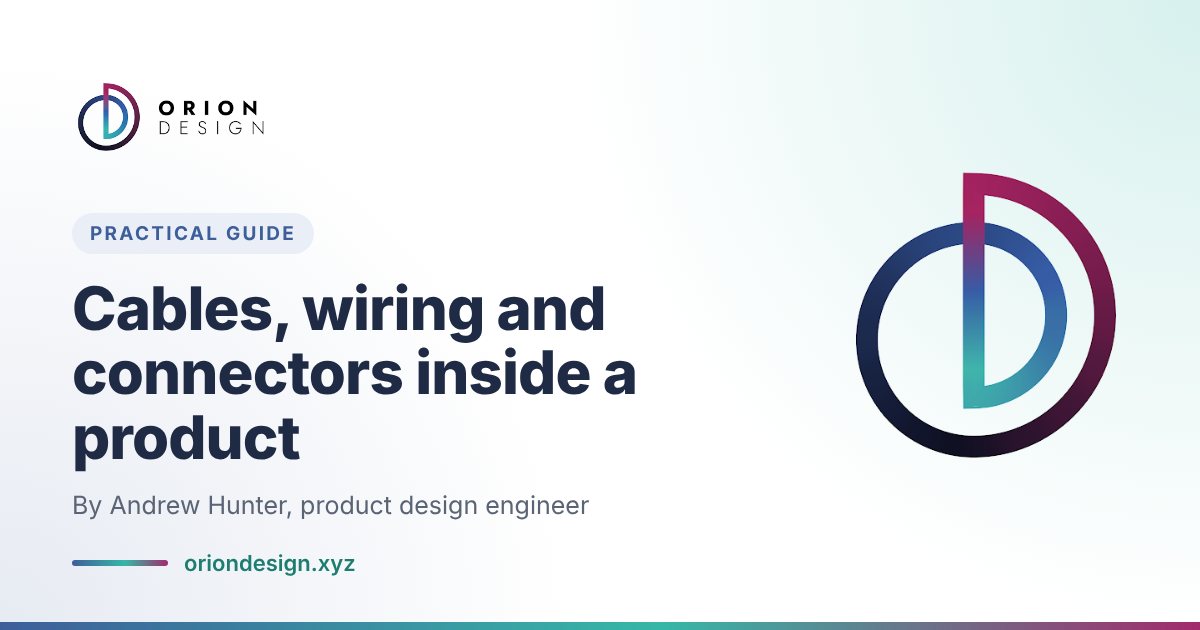 ORION
DESIGN
PRACTICAL GUIDE
Cables, wiring and
connectors inside a
product
By Andrew Hunter, product design engineer
oriondesign.xyz